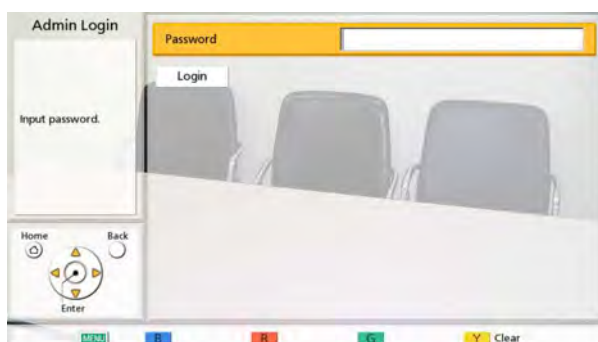 Admin Login
Password
Login
Input password.
Home
Back
Enter
MENU
B
R
G
Y Clear